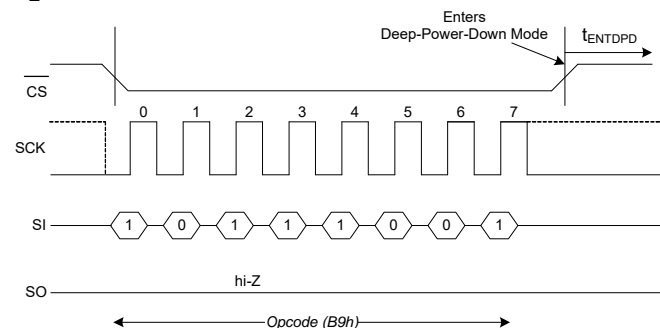 Enters
Deep-Power-Down Mode
tENTDPD
CS
0 1 2 3 4 5 6 7
SCK
SI 1 0 1 1 1 0 0 1
hi-Z
SO
Opcode (B9h)